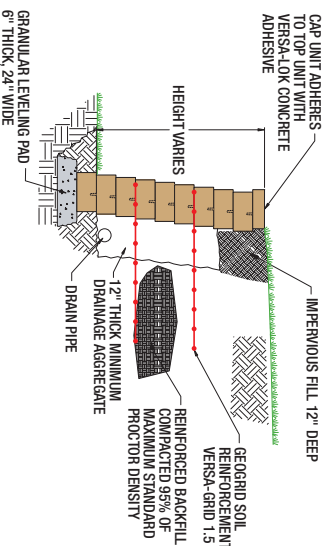 CAP UNIT ADHERES
TO TOP UNIT WITH
VERSA-LOK CONCRETE
ADHESIVE
IMPERVIOUS FILL 12" DEEP
HEIGHT VARIES
GEOGRID SOIL
REINFORCEMENT
VERSA-GRID 1.5
REINFORCED BACKFILL
COMPACTED 95% OF
MAXIMUM STANDARD
PROCTOR DENSITY
12" THICK MINIMUM
DRAINAGE AGGREGATE
DRAIN PIPE
GRANULAR LEVELING PAD
6" THICK, 24" WIDE